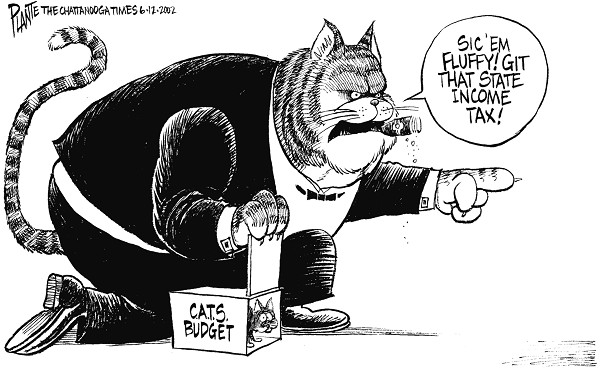 PLANTE THE CHATTANOOGA TIMES 6-12-2002
SIC 'EM
FLUFFY! GIT
THAT STATE
INCOME
TAX!
C.A.T.S.
BUDGET